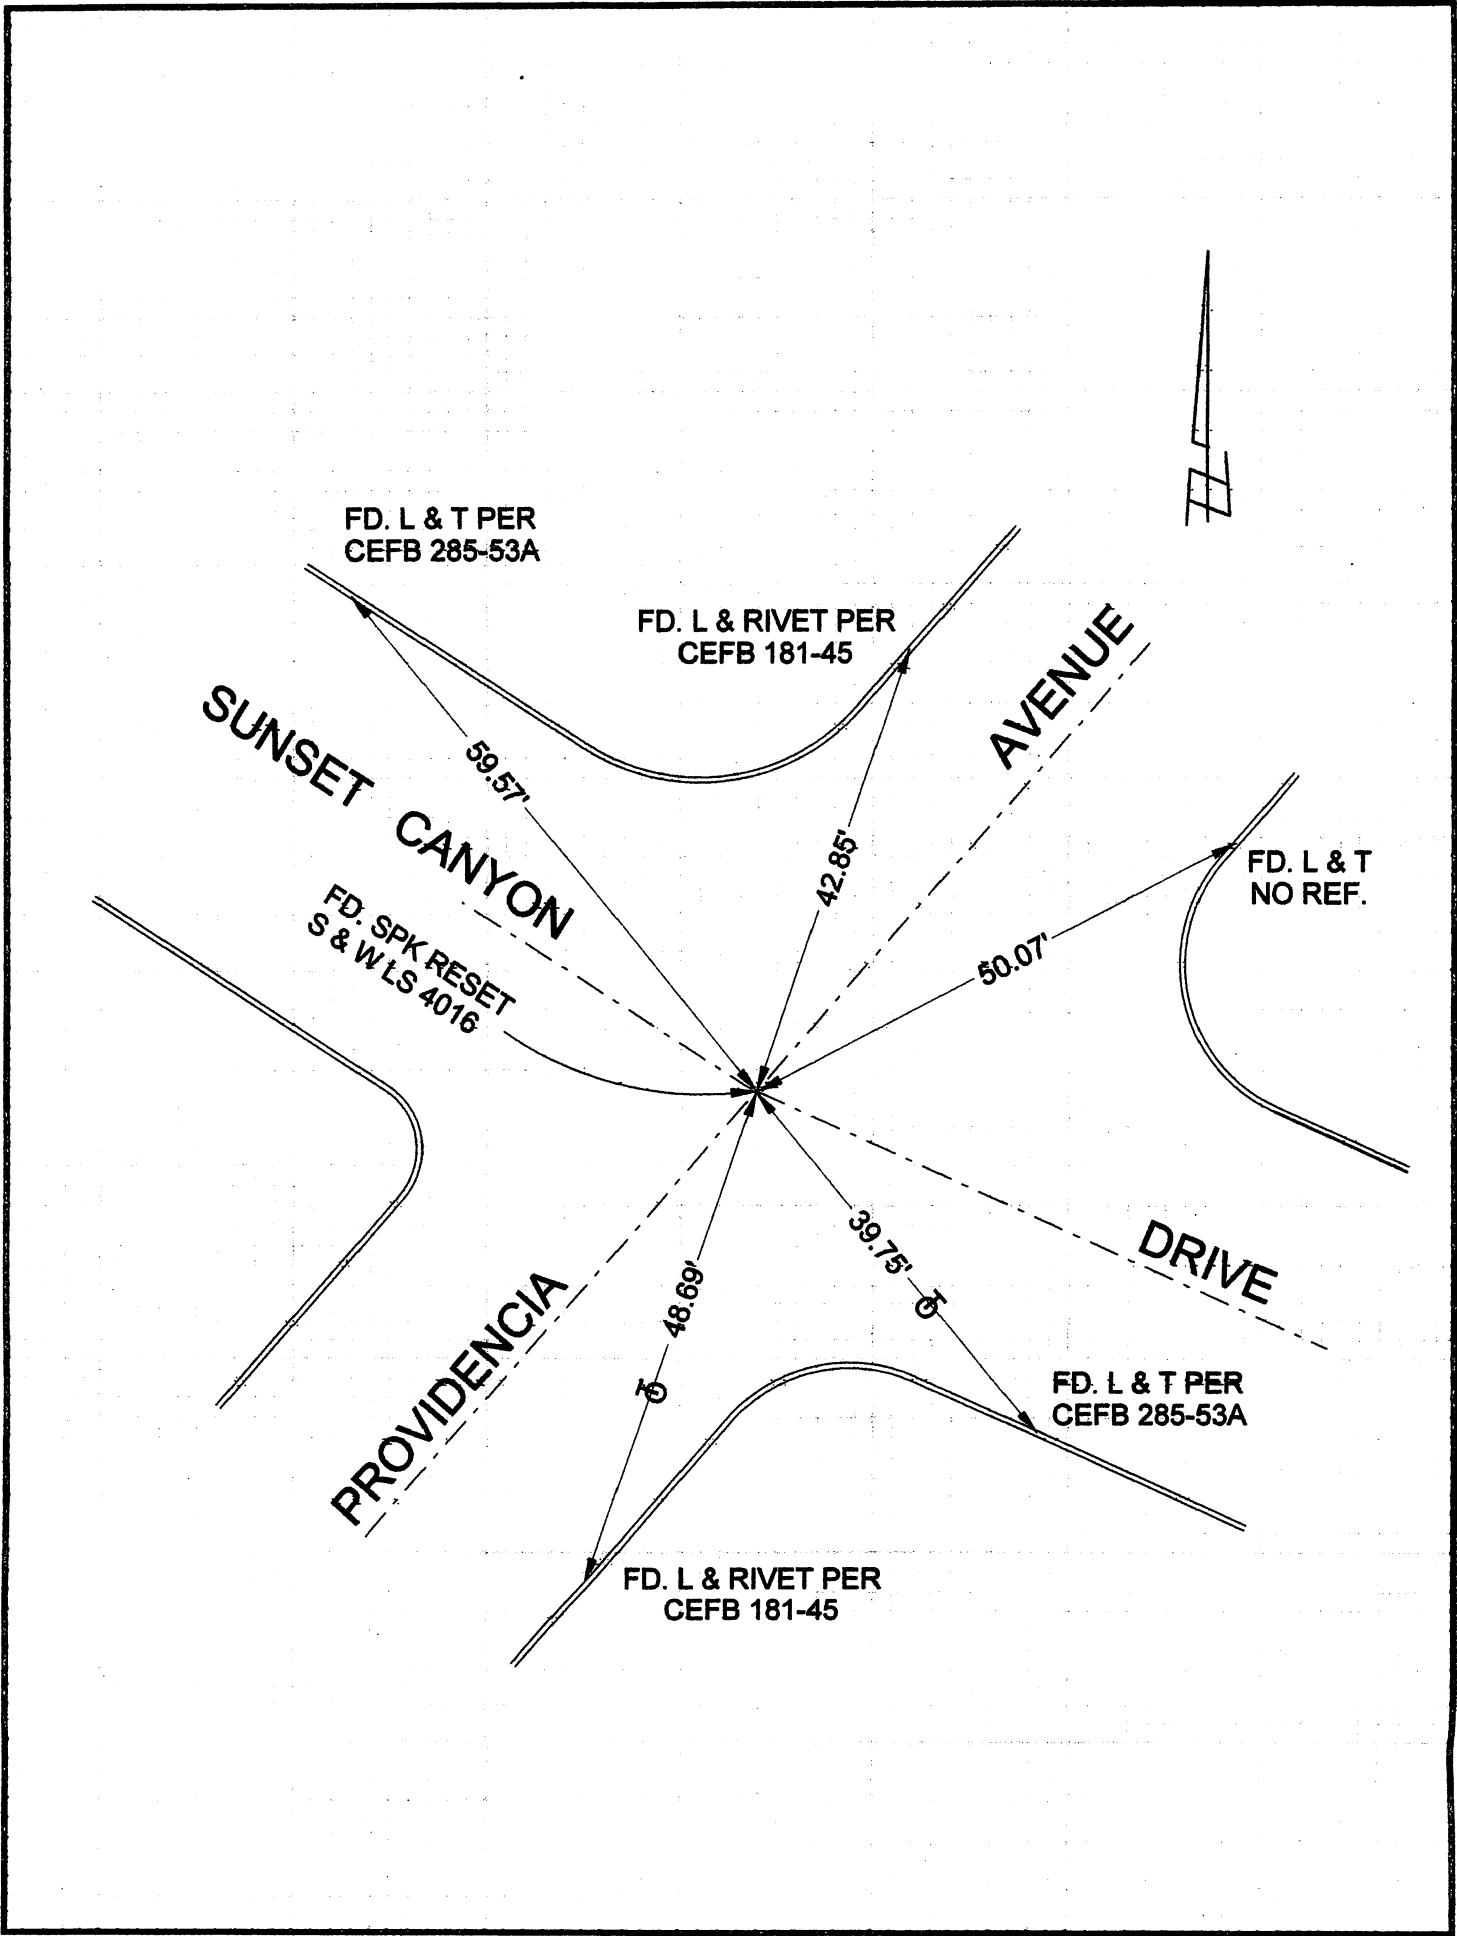 FD. L & T PER
CEFB 285-53A
FD. L & RIVET PER
CEFB 181-45
AVENUE
SUNSET CANYON
59.57'
42.85'
FD. L & T
NO REF.
50.07'
FD. SPK RESET
S & W LS 4016
39.75'
DRIVE
48.69'
PROVIDENCIA
FD. L & T PER
CEFB 285-53A
FD. L & RIVET PER
CEFB 181-45